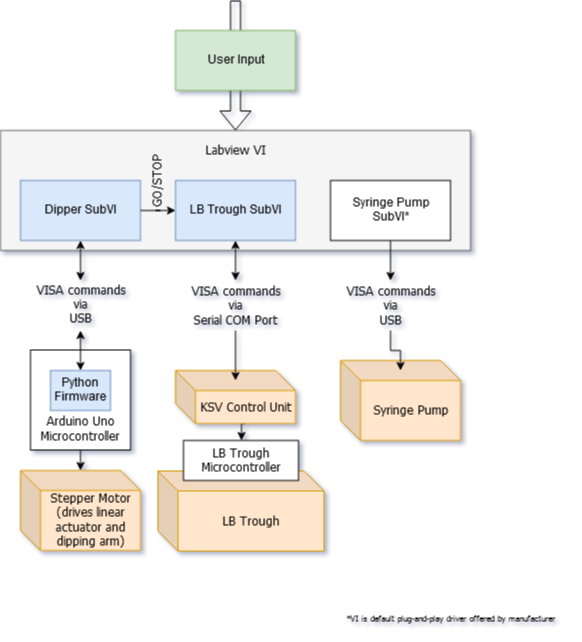 User Input
Labview VI
Dipper SubVI
GO/STOP
LB Trough SubVI
Syringe Pump
SubVI*
VISA commands
via
USB
VISA commands
via
Serial COM Port
VISA commands
via
USB
Python
Firmware
Arduino Uno
Microcontroller
KSV Control Unit
Syringe Pump
LB Trough
Microcontroller
Stepper Motor
(drives linear
actuator and
dipping arm)
LB Trough
*VI is default plug-and-play driver offered by manufacturer